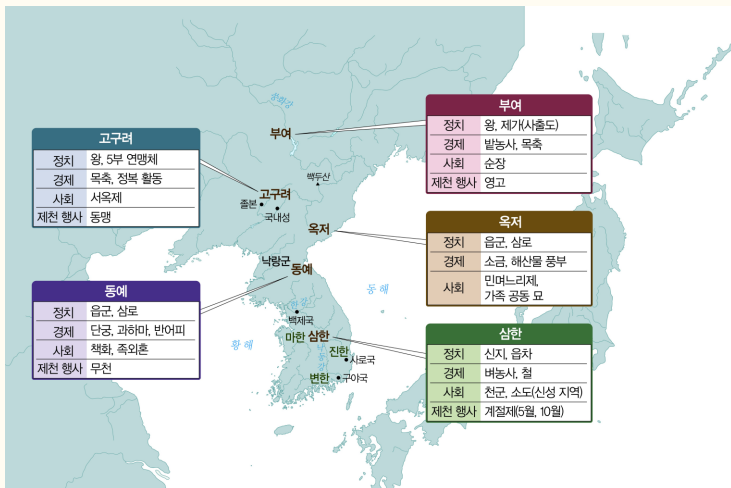 고구려
정치 왕, 5부 연맹체
경제 목축, 정복 활동
사회 서옥제
제천 행사 동맹
부여
정치 왕, 제가(사출도)
경제 밭농사, 목축
사회 순장
제천 행사 영고
옥저
정치 읍군, 삼로
경제 소금, 해산물 풍부
사회 민며느리제,
가족 공동 묘
동예
정치 읍군, 삼로
경제 단궁, 과하마, 반어피
사회 책화, 족외혼
제천 행사 무천
삼한
정치 신지, 읍차
경제 벼농사, 철
사회 천군, 소도(신성 지역)
제천 행사 계절제(5월, 10월)
쑹화강
부여
백두산
고구려
졸본
국내성
옥저
낙랑군
동예
동해
한강
백제국
황해
마한
삼한
낙동강
진한
사로국
변한
구야국